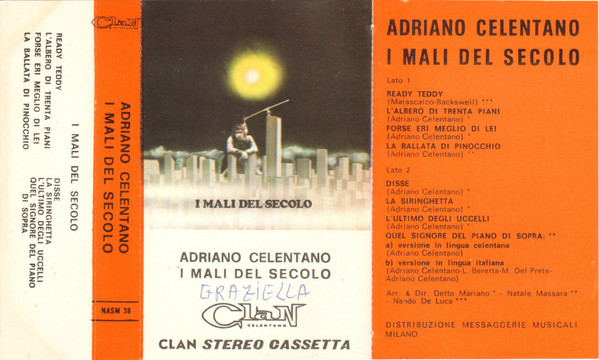 Clan
CELENTANO
READY TEDDY
L'ALBERO DI TRENTA PIANI
FORSE ERI MEGLIO DI LEI
LA BALLATA DI PINOCCHIO
I MALI DEL SECOLO
DISSE
LA SIRINGHETTA
L'ULTIMO DEGLI UCCELLI
QUEL SIGNORE DEL PIANO
DI SOPRA
ADRIANO CELENTANO
I MALI DEL SECOLO
NASM 38
I MALI DEL SECOLO
ADRIANO CELENTANO
I MALI DEL SECOLO
GRAZIELLA
Clan
CELENTANO
CLAN STEREO CASSETTA
ADRIANO CELENTANO
I MALI DEL SECOLO
Lato 1
READY TEDDY
(Marascalco-Backswell) ***
L'ALBERO DI TRENTA PIANI
(Adriano Celentano) *
FORSE ERI MEGLIO DI LEI
(Adriano Celentano) *
LA BALLATA DI PINOCCHIO
(Adriano Celentano) **
Lato 2
DISSE
(Adriano Celentano) *
LA SIRINGHETTA
(Adriano Celentano) *
L'ULTIMO DEGLI UCCELLI
(Adriano Celentano) *
QUEL SIGNORE DEL PIANO DI SOPRA: **
a) versione in lingua celentana
(Adriano Celentano)
b) versione in lingua italiana
(Adriano Celentano-L. Beretta-M. Del Prete-
Adriano Celentano)
Arr. & Dir. Detto Mariano * - Natale Massara **
- Nando De Luca ***
DISTRIBUZIONE MESSAGGERIE MUSICALI
MILANO